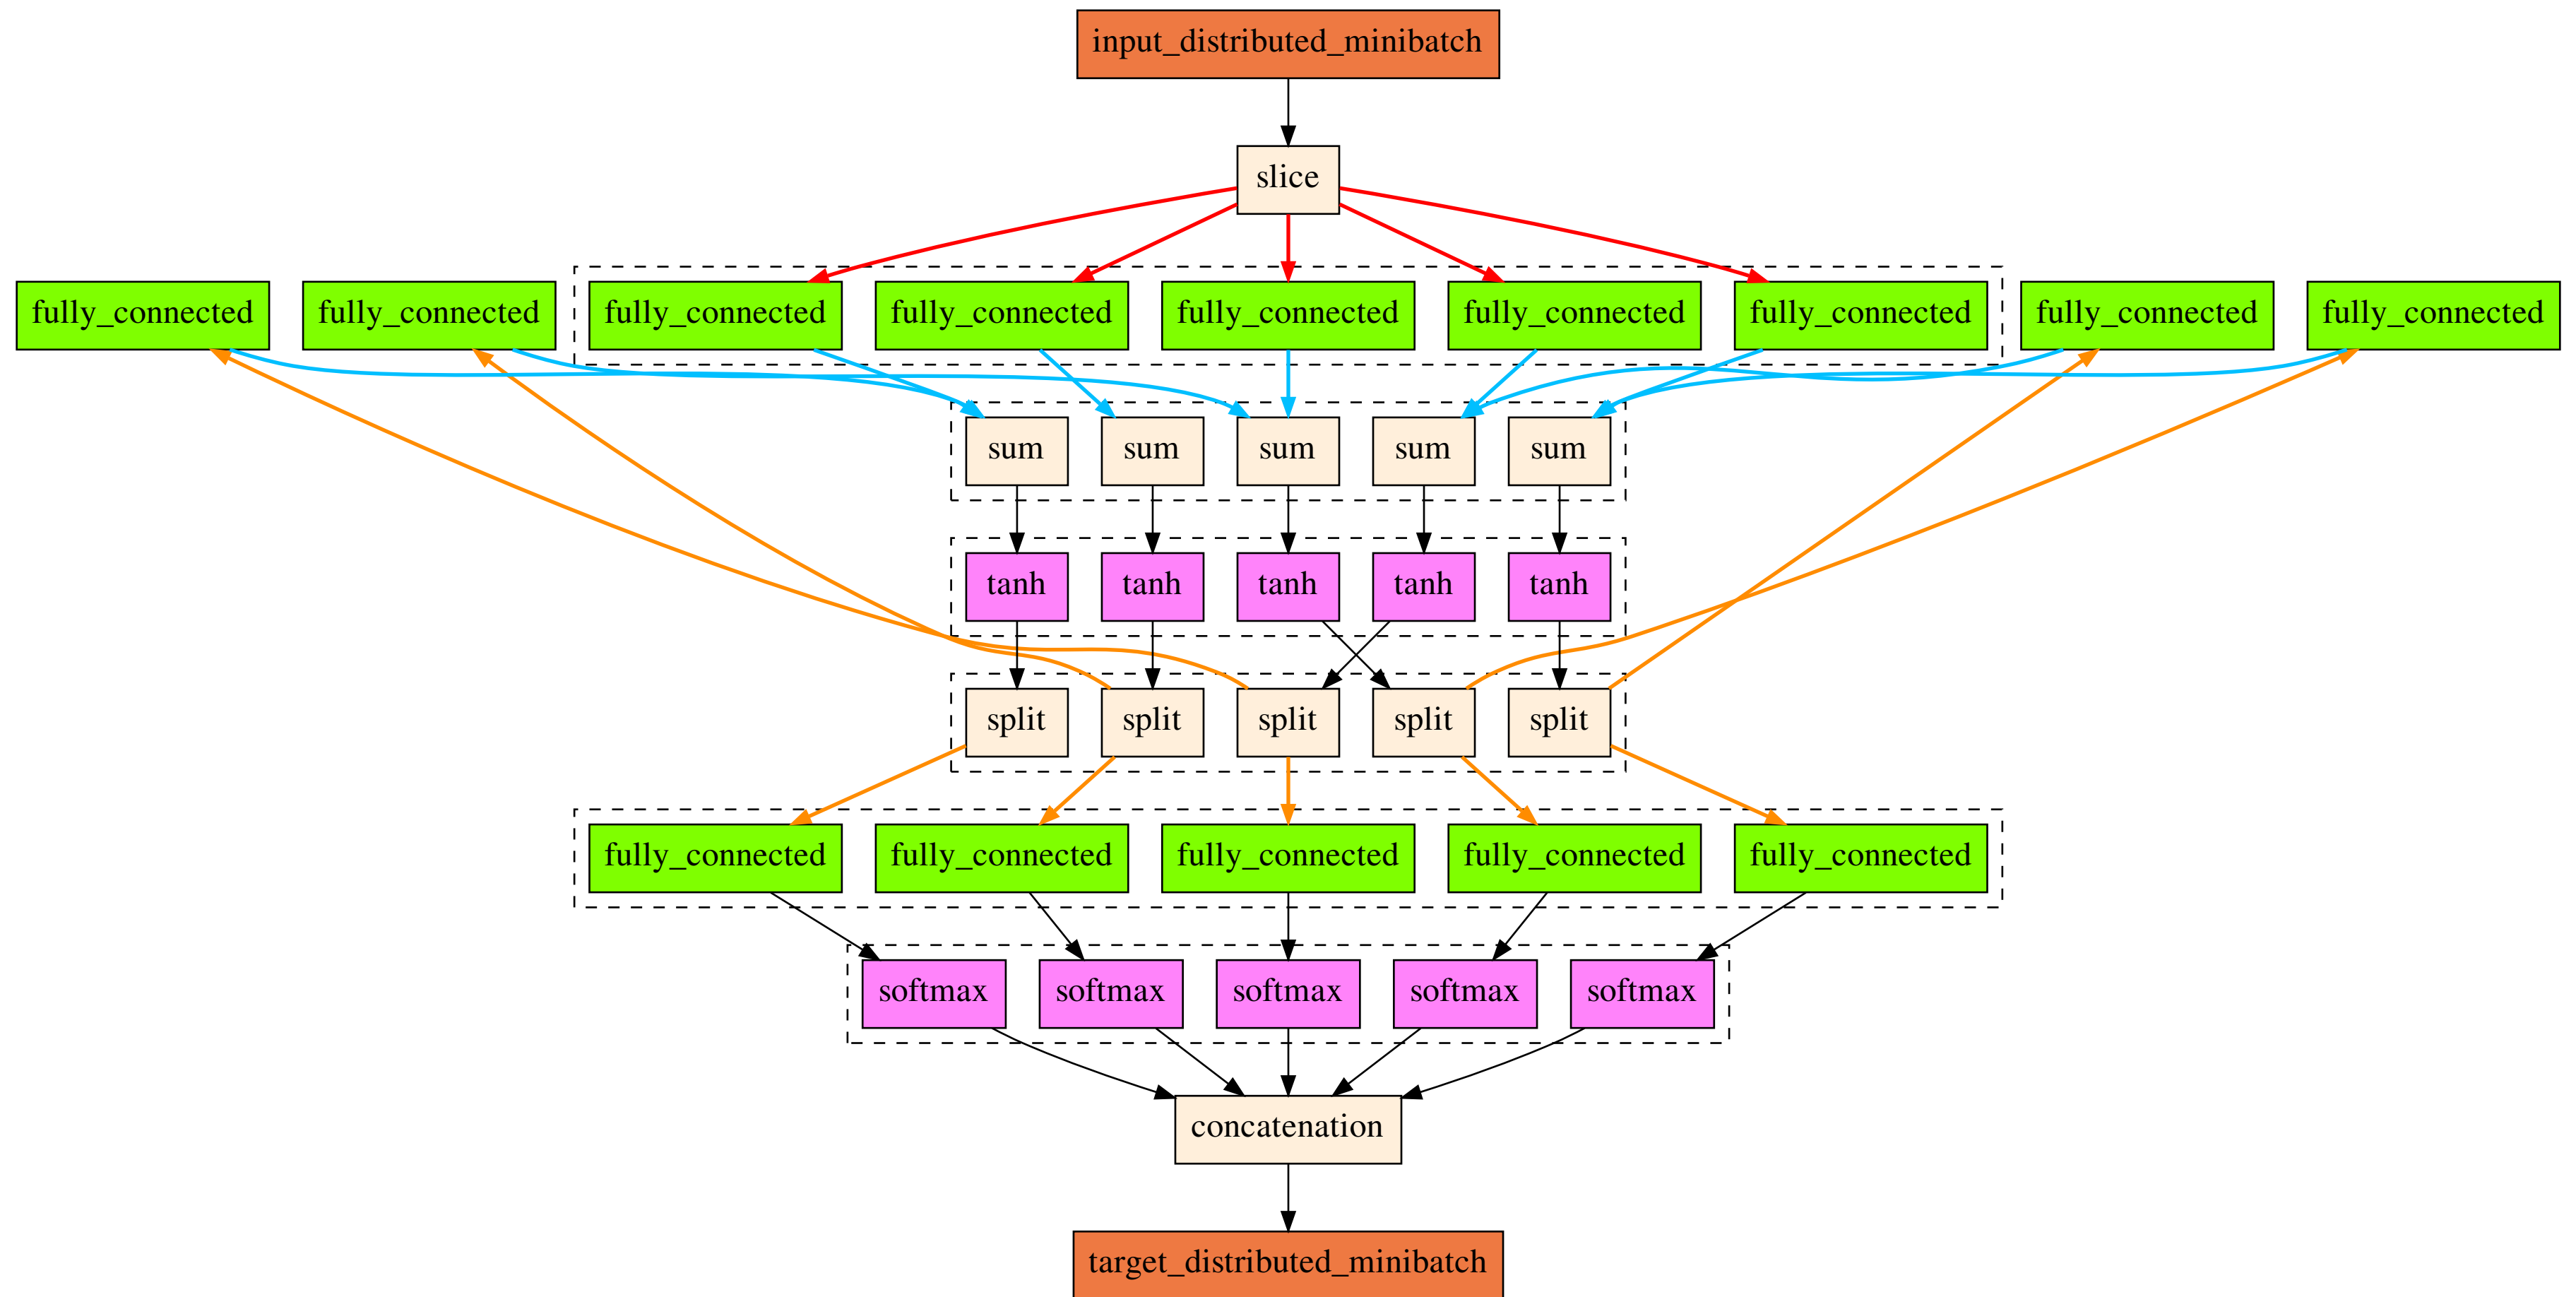 input_distributed_minibatch
slice
fully_connected fully_connected fully_connected fully_connected fully_connected fully_connected fully_connected fully_connected fully_connected
sum sum sum sum sum
tanh tanh tanh tanh tanh
split split split split split
fully_connected fully_connected fully_connected fully_connected fully_connected
softmax softmax softmax softmax softmax
concatenation
target_distributed_minibatch